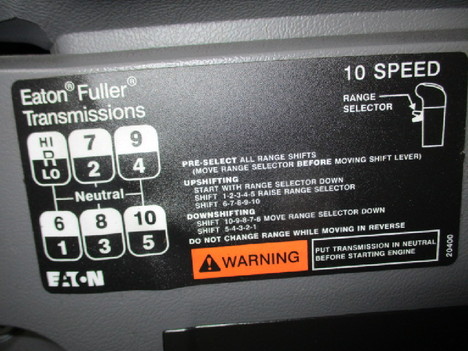 Eaton® Fuller®
Transmissions
10 SPEED
RANGE
SELECTOR
HI
R
LO
7
2
9
4
Neutral
6
1
8
3
10
5
PRE-SELECT ALL RANGE SHIFTS
(MOVE RANGE SELECTOR BEFORE MOVING SHIFT LEVER)
UPSHIFTING
START WITH RANGE SELECTOR DOWN
SHIFT 1-2-3-4-5 RAISE RANGE SELECTOR
SHIFT 6-7-8-9-10
DOWNSHIFTING
SHIFT 10-9-8-7-6 MOVE RANGE SELECTOR DOWN
SHIFT 5-4-3-2-1
DO NOT CHANGE RANGE WHILE MOVING IN REVERSE
WARNING
PUT TRANSMISSION IN NEUTRAL
BEFORE STARTING ENGINE
20400
EATON